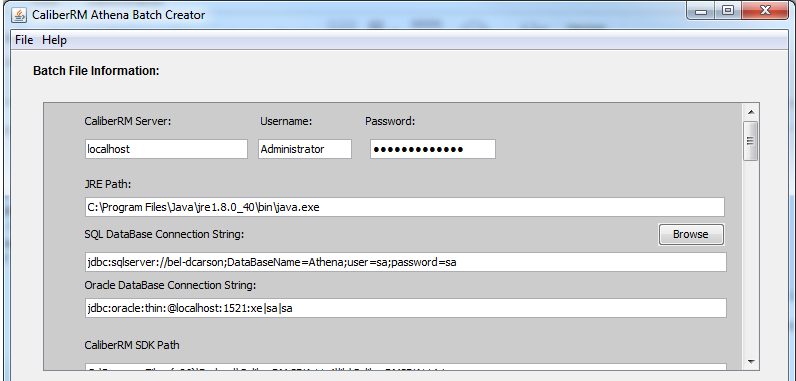 CaliberRM Athena Batch Creator
File Help
Batch File Information:
CaliberRM Server: Username: Password:
localhost Administrator ●●●●●●●●●●●●●
JRE Path:
C:\Program Files\Java\jre1.8.0_40\bin\java.exe
SQL DataBase Connection String: Browse
jdbc:sqlserver://bel-dcarson;DataBaseName=Athena;user=sa;password=sa
Oracle DataBase Connection String:
jdbc:oracle:thin:@localhost:1521:xe|sa|sa
CaliberRM SDK Path